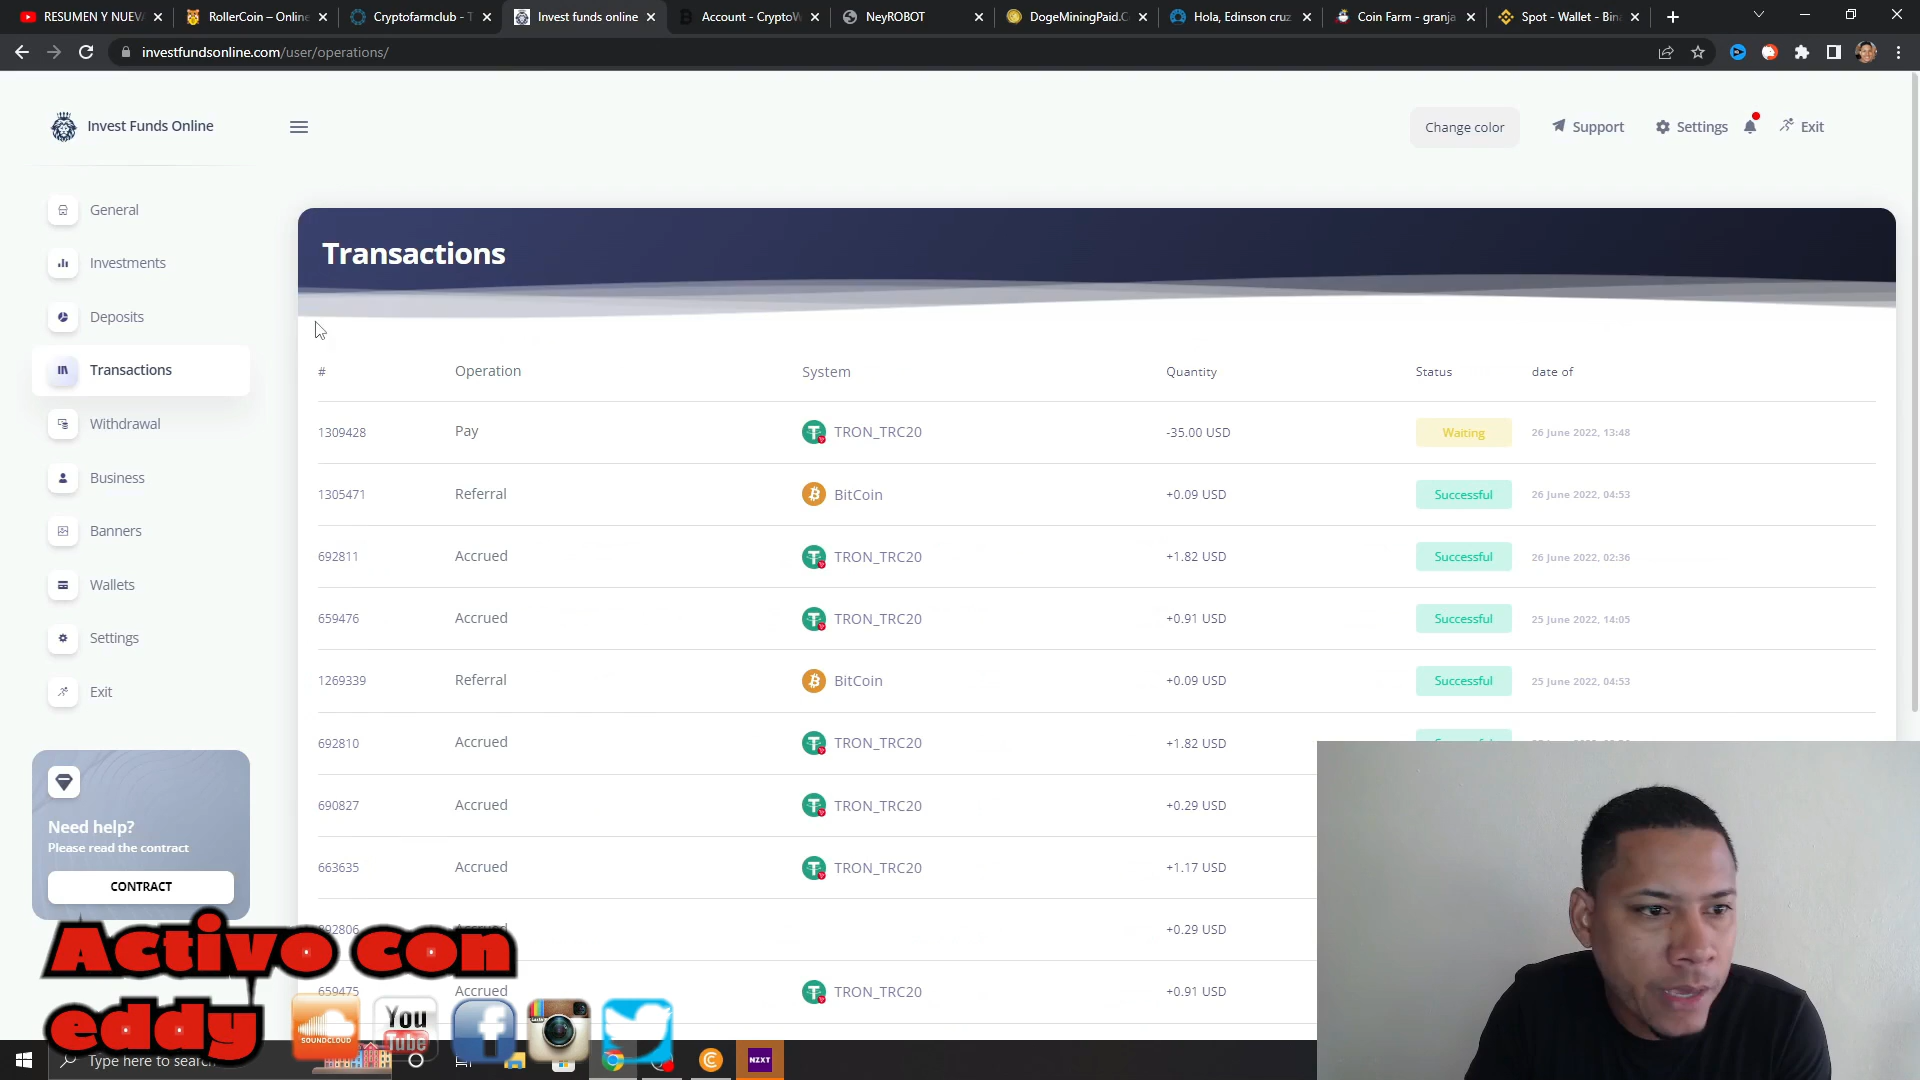 RESUMEN Y NUEVA
RollerCoin – Online
Cryptofarmclub - T
Invest funds online
Account - CryptoW
NeyROBOT
DogeMiningPaid.C
Hola, Edinson cruz
Coin Farm - granja
Spot - Wallet - Bin
investfundsonline.com/user/operations/
Invest Funds Online
Change color
Support
Settings
Exit
General
Investments
Deposits
Transactions
Withdrawal
Business
Banners
Wallets
Settings
Exit
Need help?
Please read the contract
CONTRACT
Transactions
# Operation System Quantity Status date of
1309428 Pay TRON_TRC20 -35.00 USD Waiting 26 June 2022, 13:48
1305471 Referral BitCoin +0.09 USD Successful 26 June 2022, 04:53
692811 Accrued TRON_TRC20 +1.82 USD Successful 26 June 2022, 02:36
659476 Accrued TRON_TRC20 +0.91 USD Successful 25 June 2022, 14:05
1269339 Referral BitCoin +0.09 USD Successful 25 June 2022, 04:53
692810 Accrued TRON_TRC20 +1.82 USD
690827 Accrued TRON_TRC20 +0.29 USD
663635 Accrued TRON_TRC20 +1.17 USD
+0.29 USD
659475 Accrued TRON_TRC20 +0.91 USD
Activo con
eddy
SOUNDCLOUD
You
Tube
Type here to search
NZXT